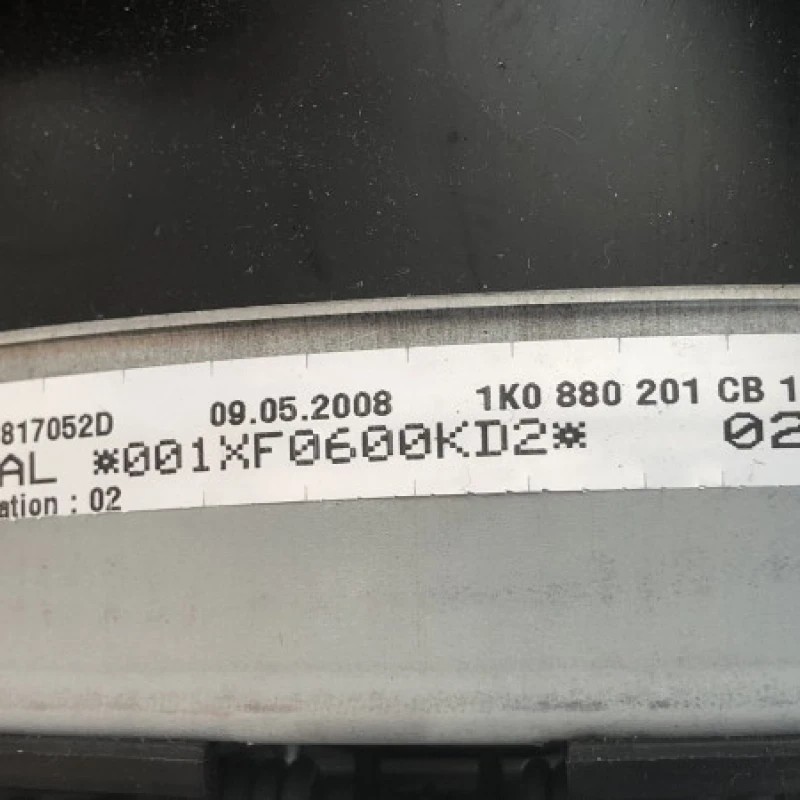 817052D 09.05.2008 1K0 880 201 CB 1
AL *001XF0600KD2* 02
ation : 02